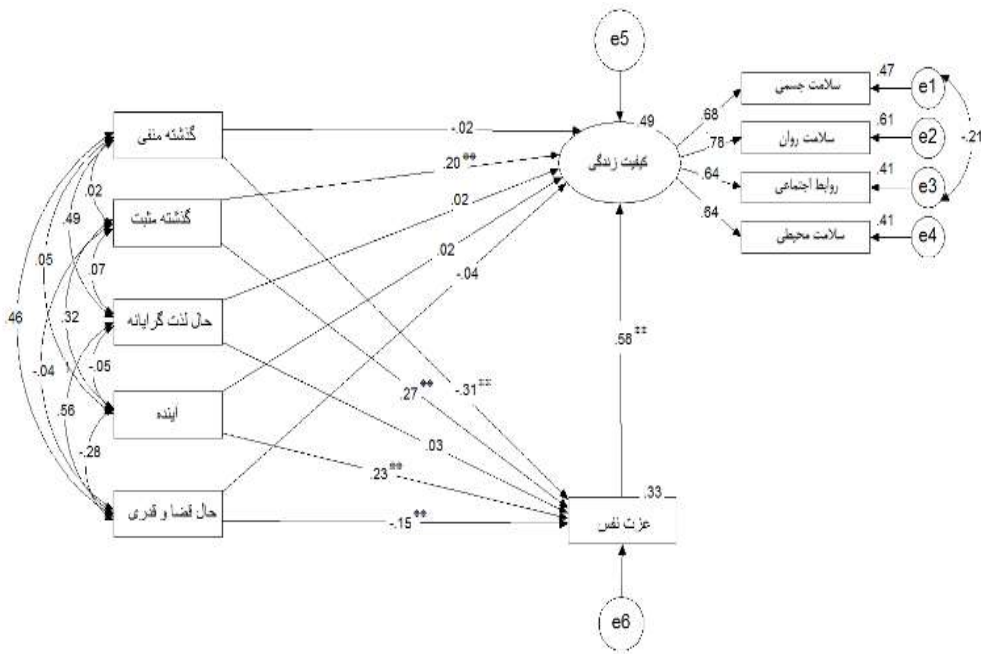 e5
.47
سلامت جسمی
e1
.68
.49
.61
سلامت روان
e2
.78
-.21
کیفیت زندگی
.41
روابط اجتماعی
e3
.64
.41
سلامت محیطی
e4
.64
گذشته منفی
-.02
.20**
گذشته مثبت
.02
.02
.02
.49
-.04
.07
حال لذت گرایانه
.05
.46
.32
-.04
-.05
.56
-.28
آینده
.58**
-.31**
.27**
.03
.23**
حال قضا و قدری
-.15**
.33
عزت نفس
e6